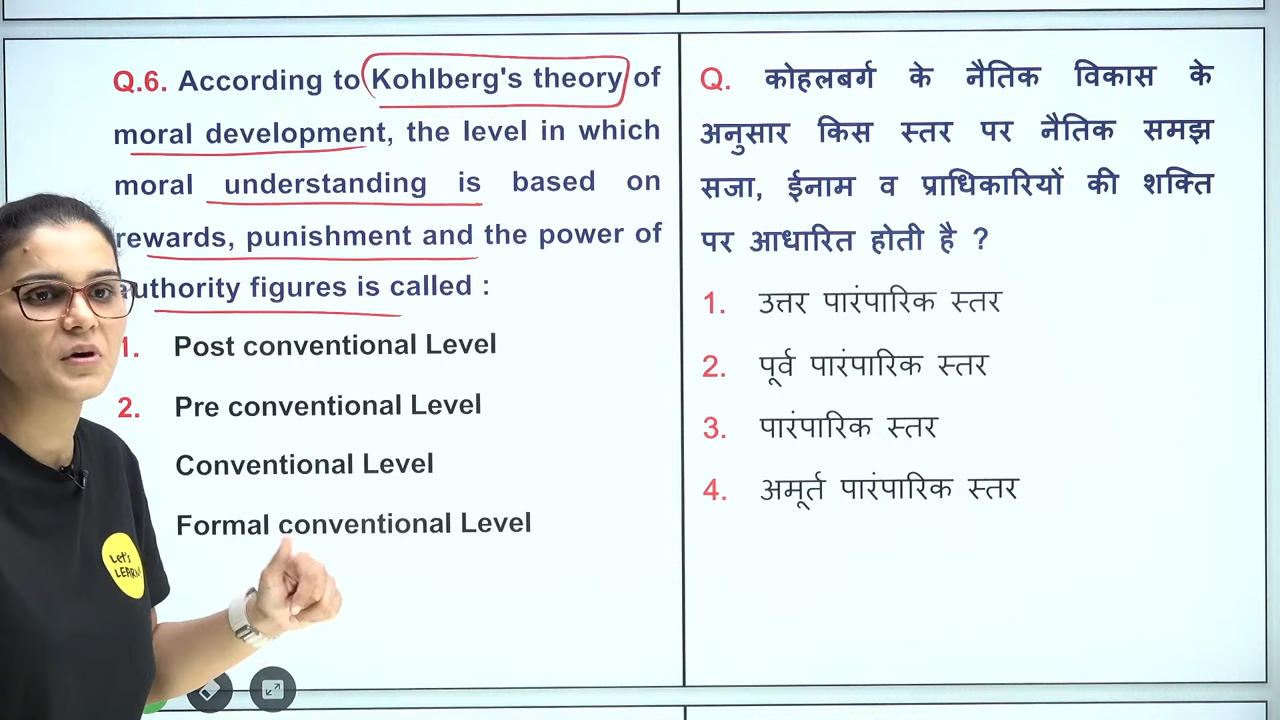 Q.6. According to Kohlberg's theory of
moral development, the level in which
moral understanding is based on
rewards, punishment and the power of
authority figures is called :
1. Post conventional Level
2. Pre conventional Level
Conventional Level
Formal conventional Level
Q. कोहलबर्ग के नैतिक विकास के
अनुसार किस स्तर पर नैतिक समझ
सजा, ईनाम व प्राधिकारियों की शक्ति
पर आधारित होती है ?
1. उत्तर पारंपारिक स्तर
2. पूर्व पारंपारिक स्तर
3. पारंपारिक स्तर
4. अमूर्त पारंपारिक स्तर
Let's
LEARN